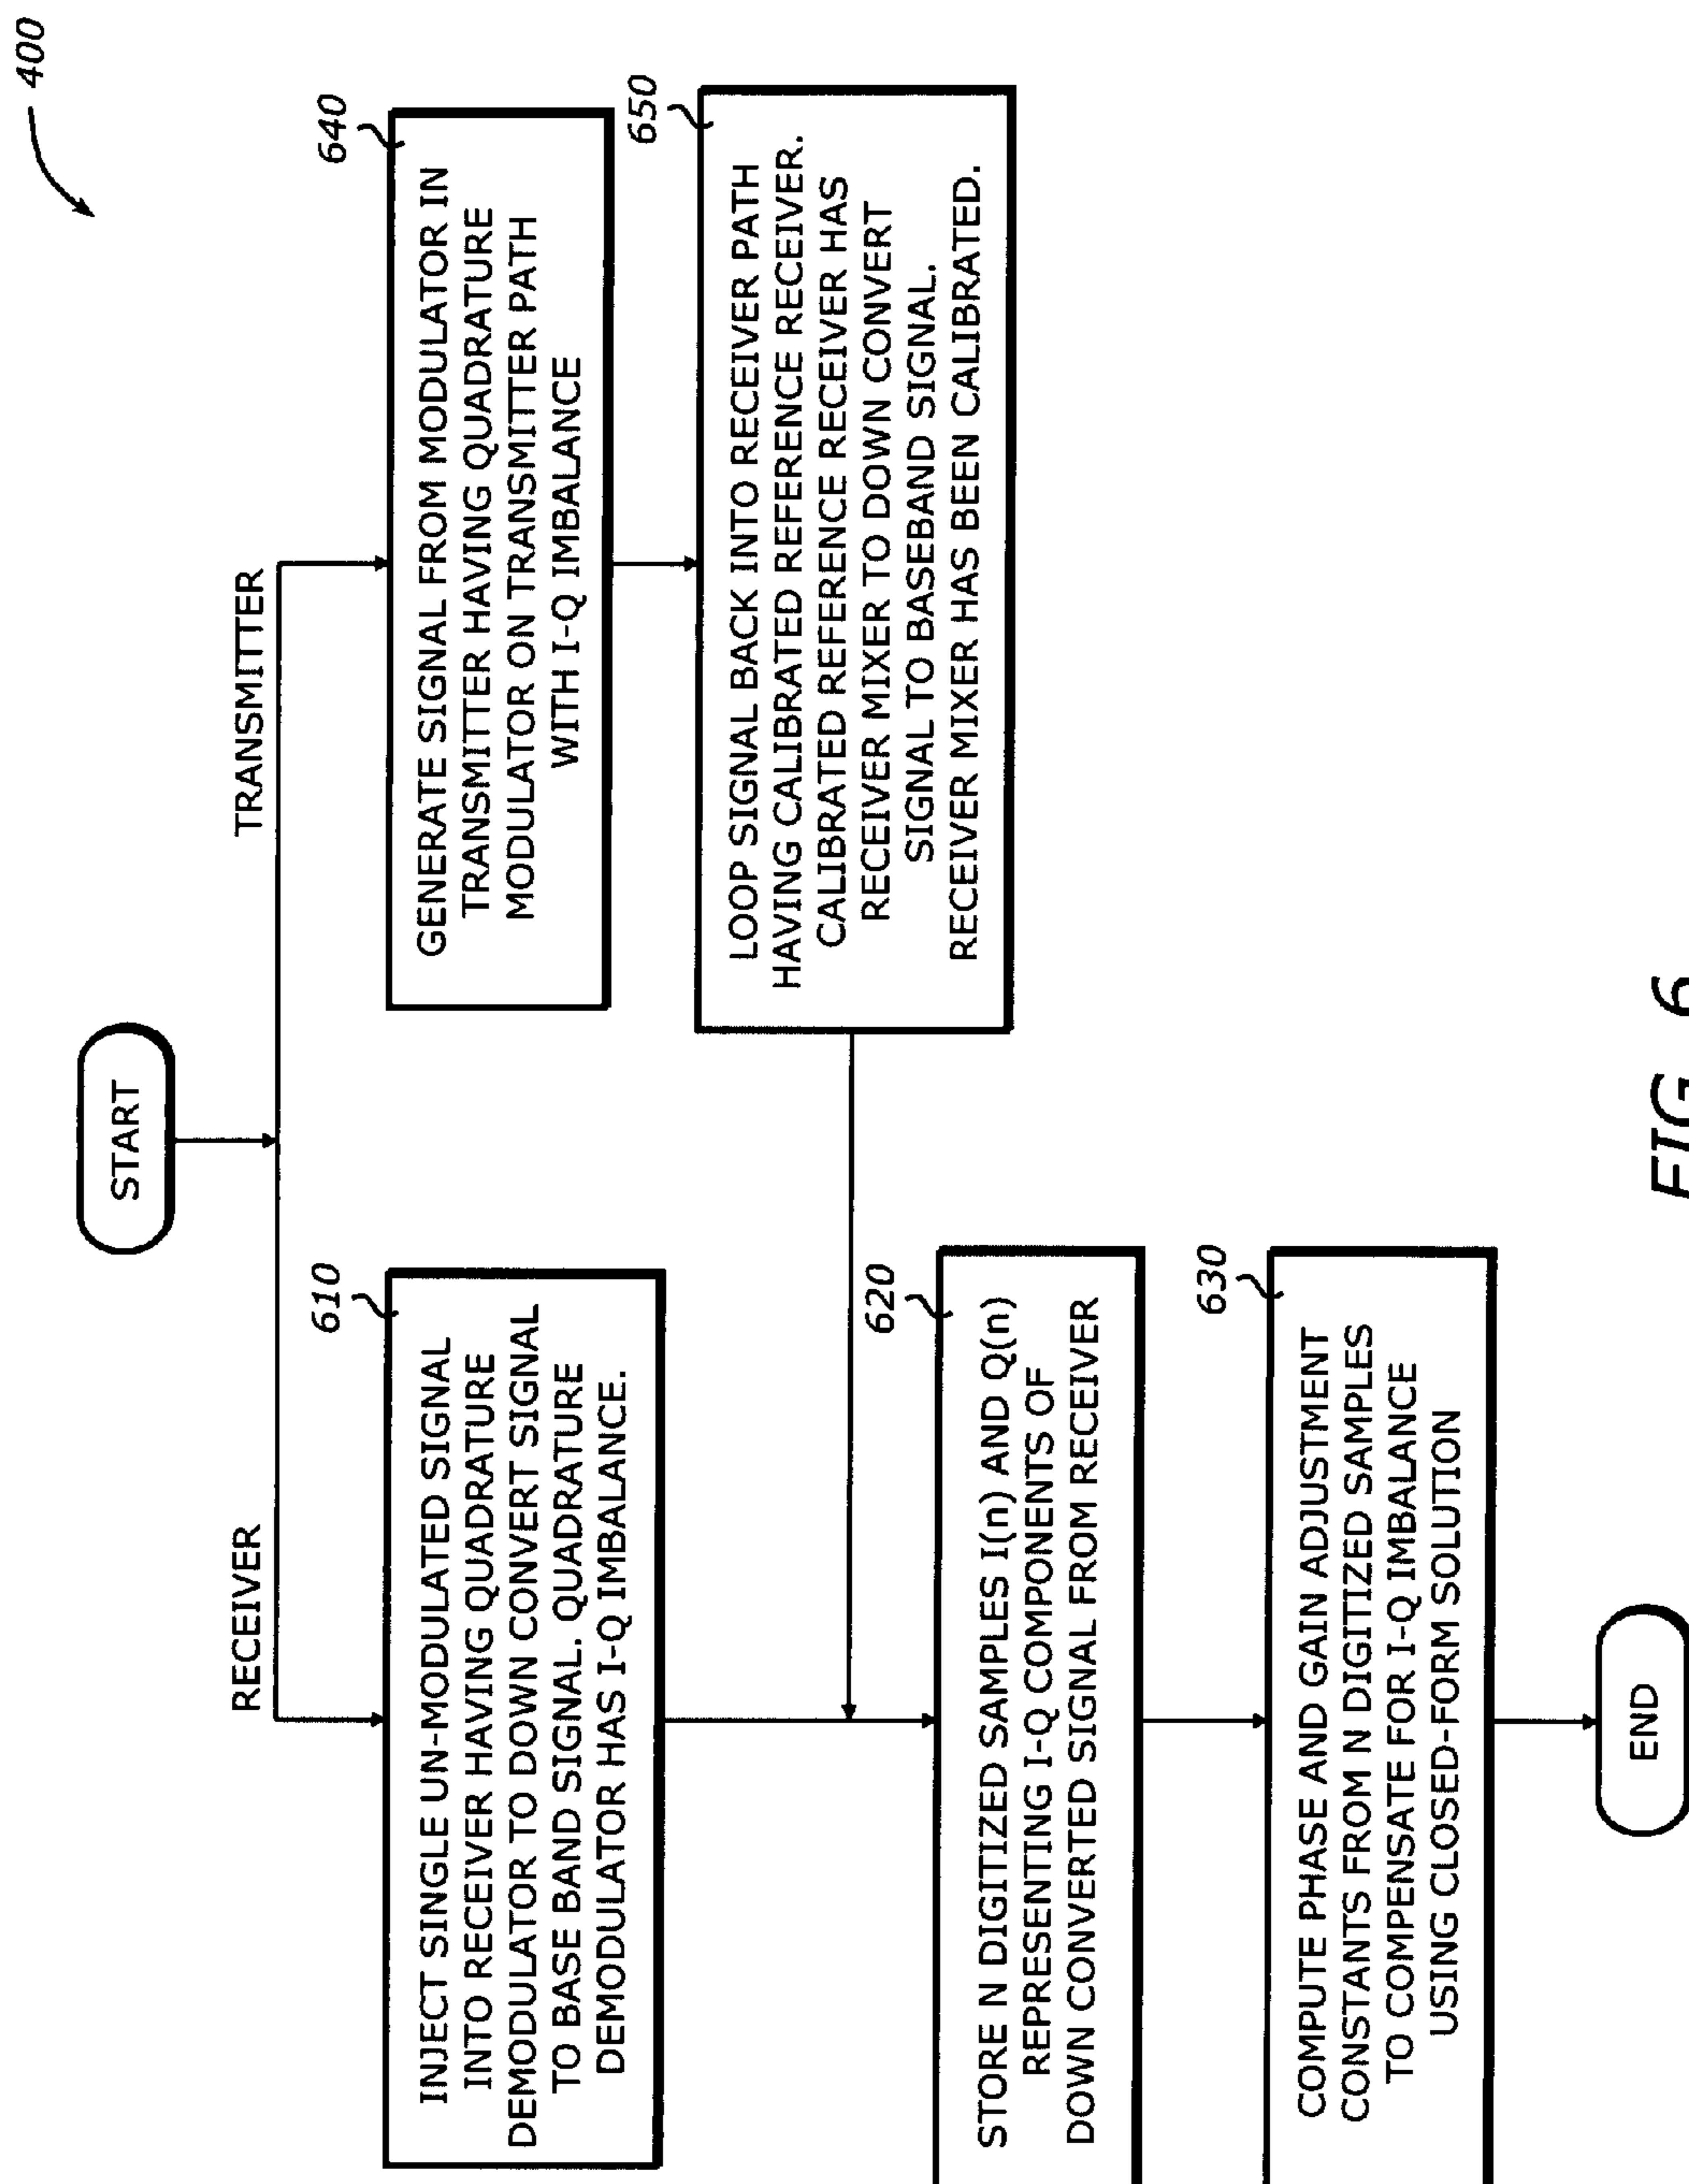 400
START
RECEIVER
TRANSMITTER
610
INJECT SINGLE UN-MODULATED SIGNAL
INTO RECEIVER HAVING QUADRATURE
DEMODULATOR TO DOWN CONVERT SIGNAL
TO BASE BAND SIGNAL. QUADRATURE
DEMODULATOR HAS I-Q IMBALANCE.
640
GENERATE SIGNAL FROM MODULATOR IN
TRANSMITTER HAVING QUADRATURE
MODULATOR ON TRANSMITTER PATH
WITH I-Q IMBALANCE
650
LOOP SIGNAL BACK INTO RECEIVER PATH
HAVING CALIBRATED REFERENCE RECEIVER.
CALIBRATED REFERENCE RECEIVER HAS
RECEIVER MIXER TO DOWN CONVERT
SIGNAL TO BASEBAND SIGNAL.
RECEIVER MIXER HAS BEEN CALIBRATED.
620
STORE N DIGITIZED SAMPLES I(n) AND Q(n)
REPRESENTING I-Q COMPONENTS OF
DOWN CONVERTED SIGNAL FROM RECEIVER
630
COMPUTE PHASE AND GAIN ADJUSTMENT
CONSTANTS FROM N DIGITIZED SAMPLES
TO COMPENSATE FOR I-Q IMBALANCE
USING CLOSED-FORM SOLUTION
END
FIG. 6